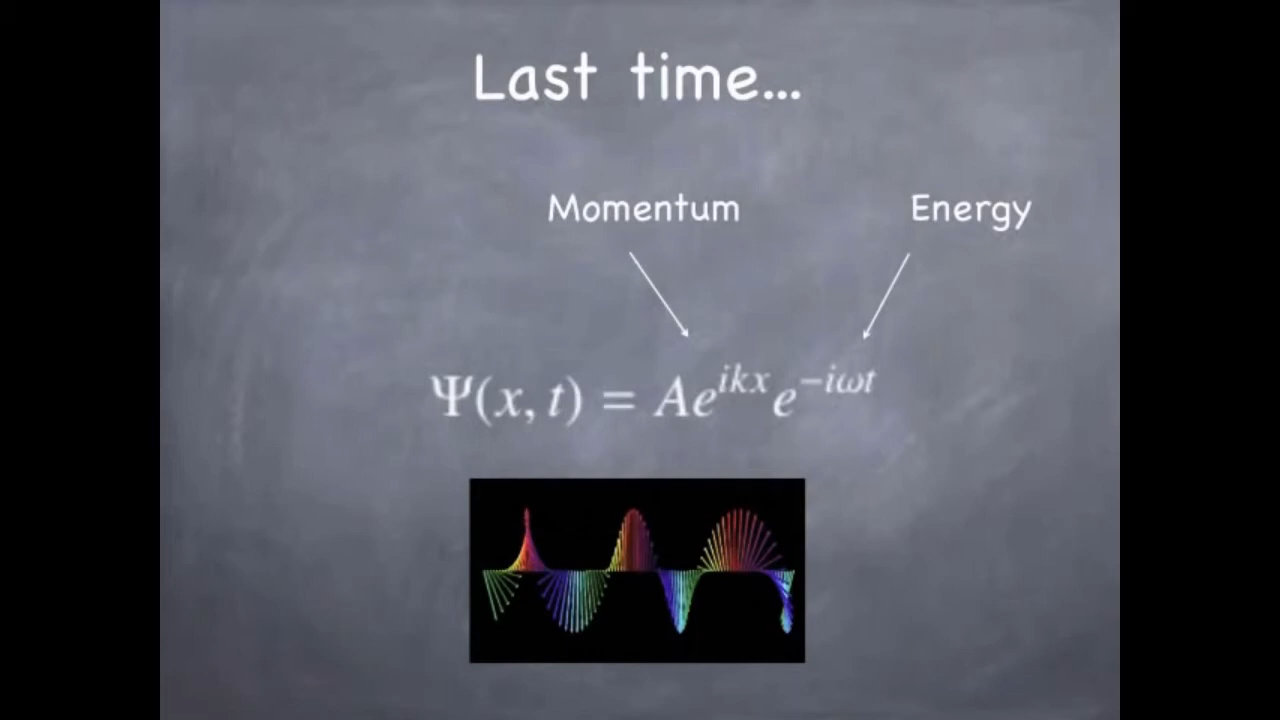 Last time...
Momentum Energy
Ψ(x, t) = Ae^{ikx}e^{−iωt}